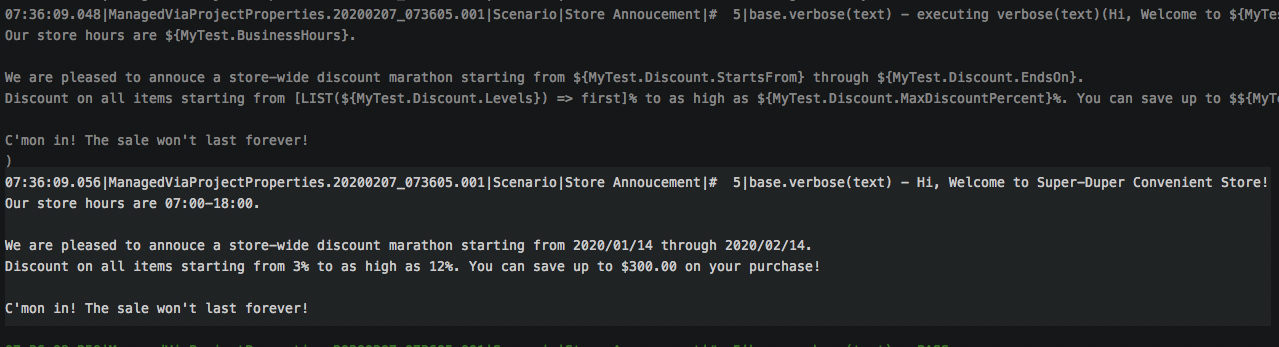 07:36:09.048|ManagedViaProjectProperties.20200207_073605.001|Scenario|Store Annoucement|#  5|base.verbose(text) - executing verbose(text)(Hi, Welcome to ${MyTes
Our store hours are ${MyTest.BusinessHours}.
We are pleased to annouce a store-wide discount marathon starting from ${MyTest.Discount.StartsFrom} through ${MyTest.Discount.EndsOn}.
Discount on all items starting from [LIST(${MyTest.Discount.Levels}) => first]% to as high as ${MyTest.Discount.MaxDiscountPercent}%. You can save up to $${MyT
C'mon in! The sale won't last forever!
)
07:36:09.056|ManagedViaProjectProperties.20200207_073605.001|Scenario|Store Annoucement|#  5|base.verbose(text) - Hi, Welcome to Super-Duper Convenient Store!
Our store hours are 07:00-18:00.
We are pleased to annouce a store-wide discount marathon starting from 2020/01/14 through 2020/02/14.
Discount on all items starting from 3% to as high as 12%. You can save up to $300.00 on your purchase!
C'mon in! The sale won't last forever!